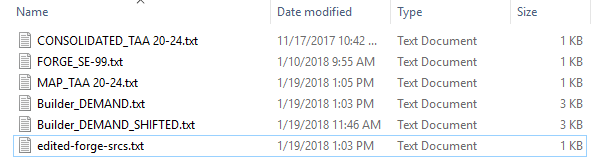 Name Date modified Type Size
CONSOLIDATED_TAA 20-24.txt 11/17/2017 10:42 ... Text Document 1 KB
FORGE_SE-99.txt 1/10/2018 9:55 AM Text Document 1 KB
MAP_TAA 20-24.txt 1/19/2018 1:05 PM Text Document 1 KB
Builder_DEMAND.txt 1/19/2018 1:03 PM Text Document 3 KB
Builder_DEMAND_SHIFTED.txt 1/19/2018 11:46 AM Text Document 3 KB
edited-forge-srcs.txt 1/19/2018 1:03 PM Text Document 1 KB